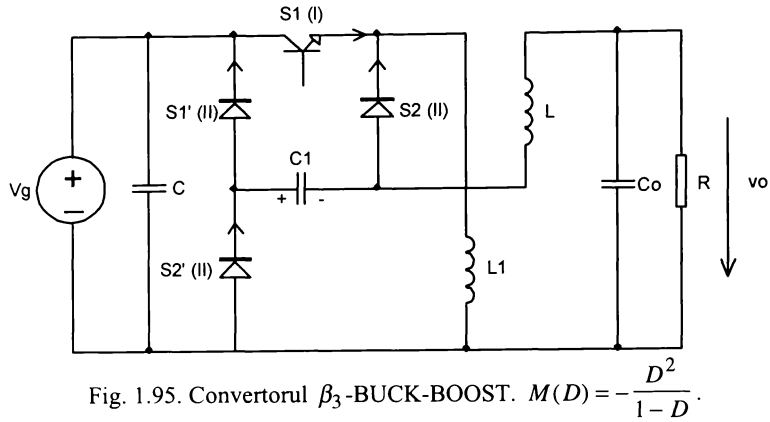 S1 (I)
S1' (II)
S2 (II)
L
C1
+
-
Vg
+
—
C
Co
R
vo
S2' (II)
L1
Fig. 1.95. Convertorul β₃-BUCK-BOOST. M(D) = -D²/(1 - D).